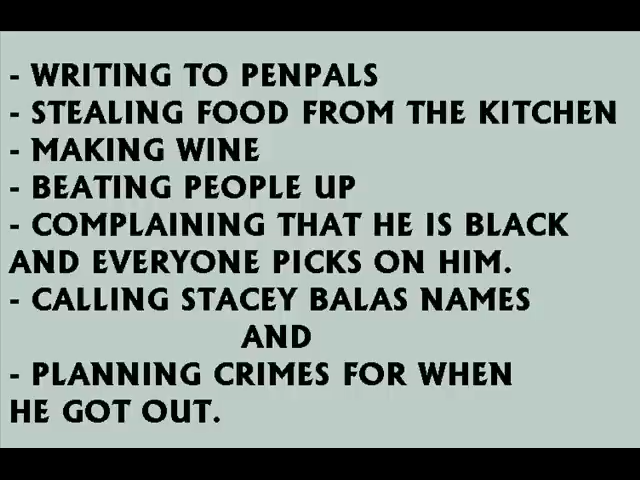 - WRITING TO PENPALS
- STEALING FOOD FROM THE KITCHEN
- MAKING WINE
- BEATING PEOPLE UP
- COMPLAINING THAT HE IS BLACK
AND EVERYONE PICKS ON HIM.
- CALLING STACEY BALAS NAMES
AND
- PLANNING CRIMES FOR WHEN
HE GOT OUT.